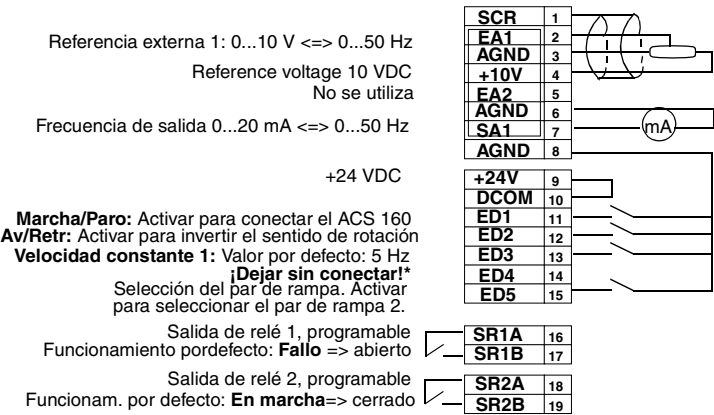 SCR 1
Referencia externa 1: 0...10 V <=> 0...50 Hz EA1 2
AGND 3
Reference voltage 10 VDC +10V 4
No se utiliza EA2 5
AGND 6
Frecuencia de salida 0...20 mA <=> 0...50 Hz SA1 7 mA
AGND 8
+24 VDC +24V 9
DCOM 10
Marcha/Paro: Activar para conectar el ACS 160 ED1 11
Av/Retr: Activar para invertir el sentido de rotación ED2 12
Velocidad constante 1: Valor por defecto: 5 Hz ED3 13
¡Dejar sin conectar!* ED4 14
Selección del par de rampa. Activar ED5 15
para seleccionar el par de rampa 2.
Salida de relé 1, programable SR1A 16
Funcionamiento pordefecto: Fallo => abierto SR1B 17
Salida de relé 2, programable SR2A 18
Funcionam. por defecto: En marcha=> cerrado SR2B 19